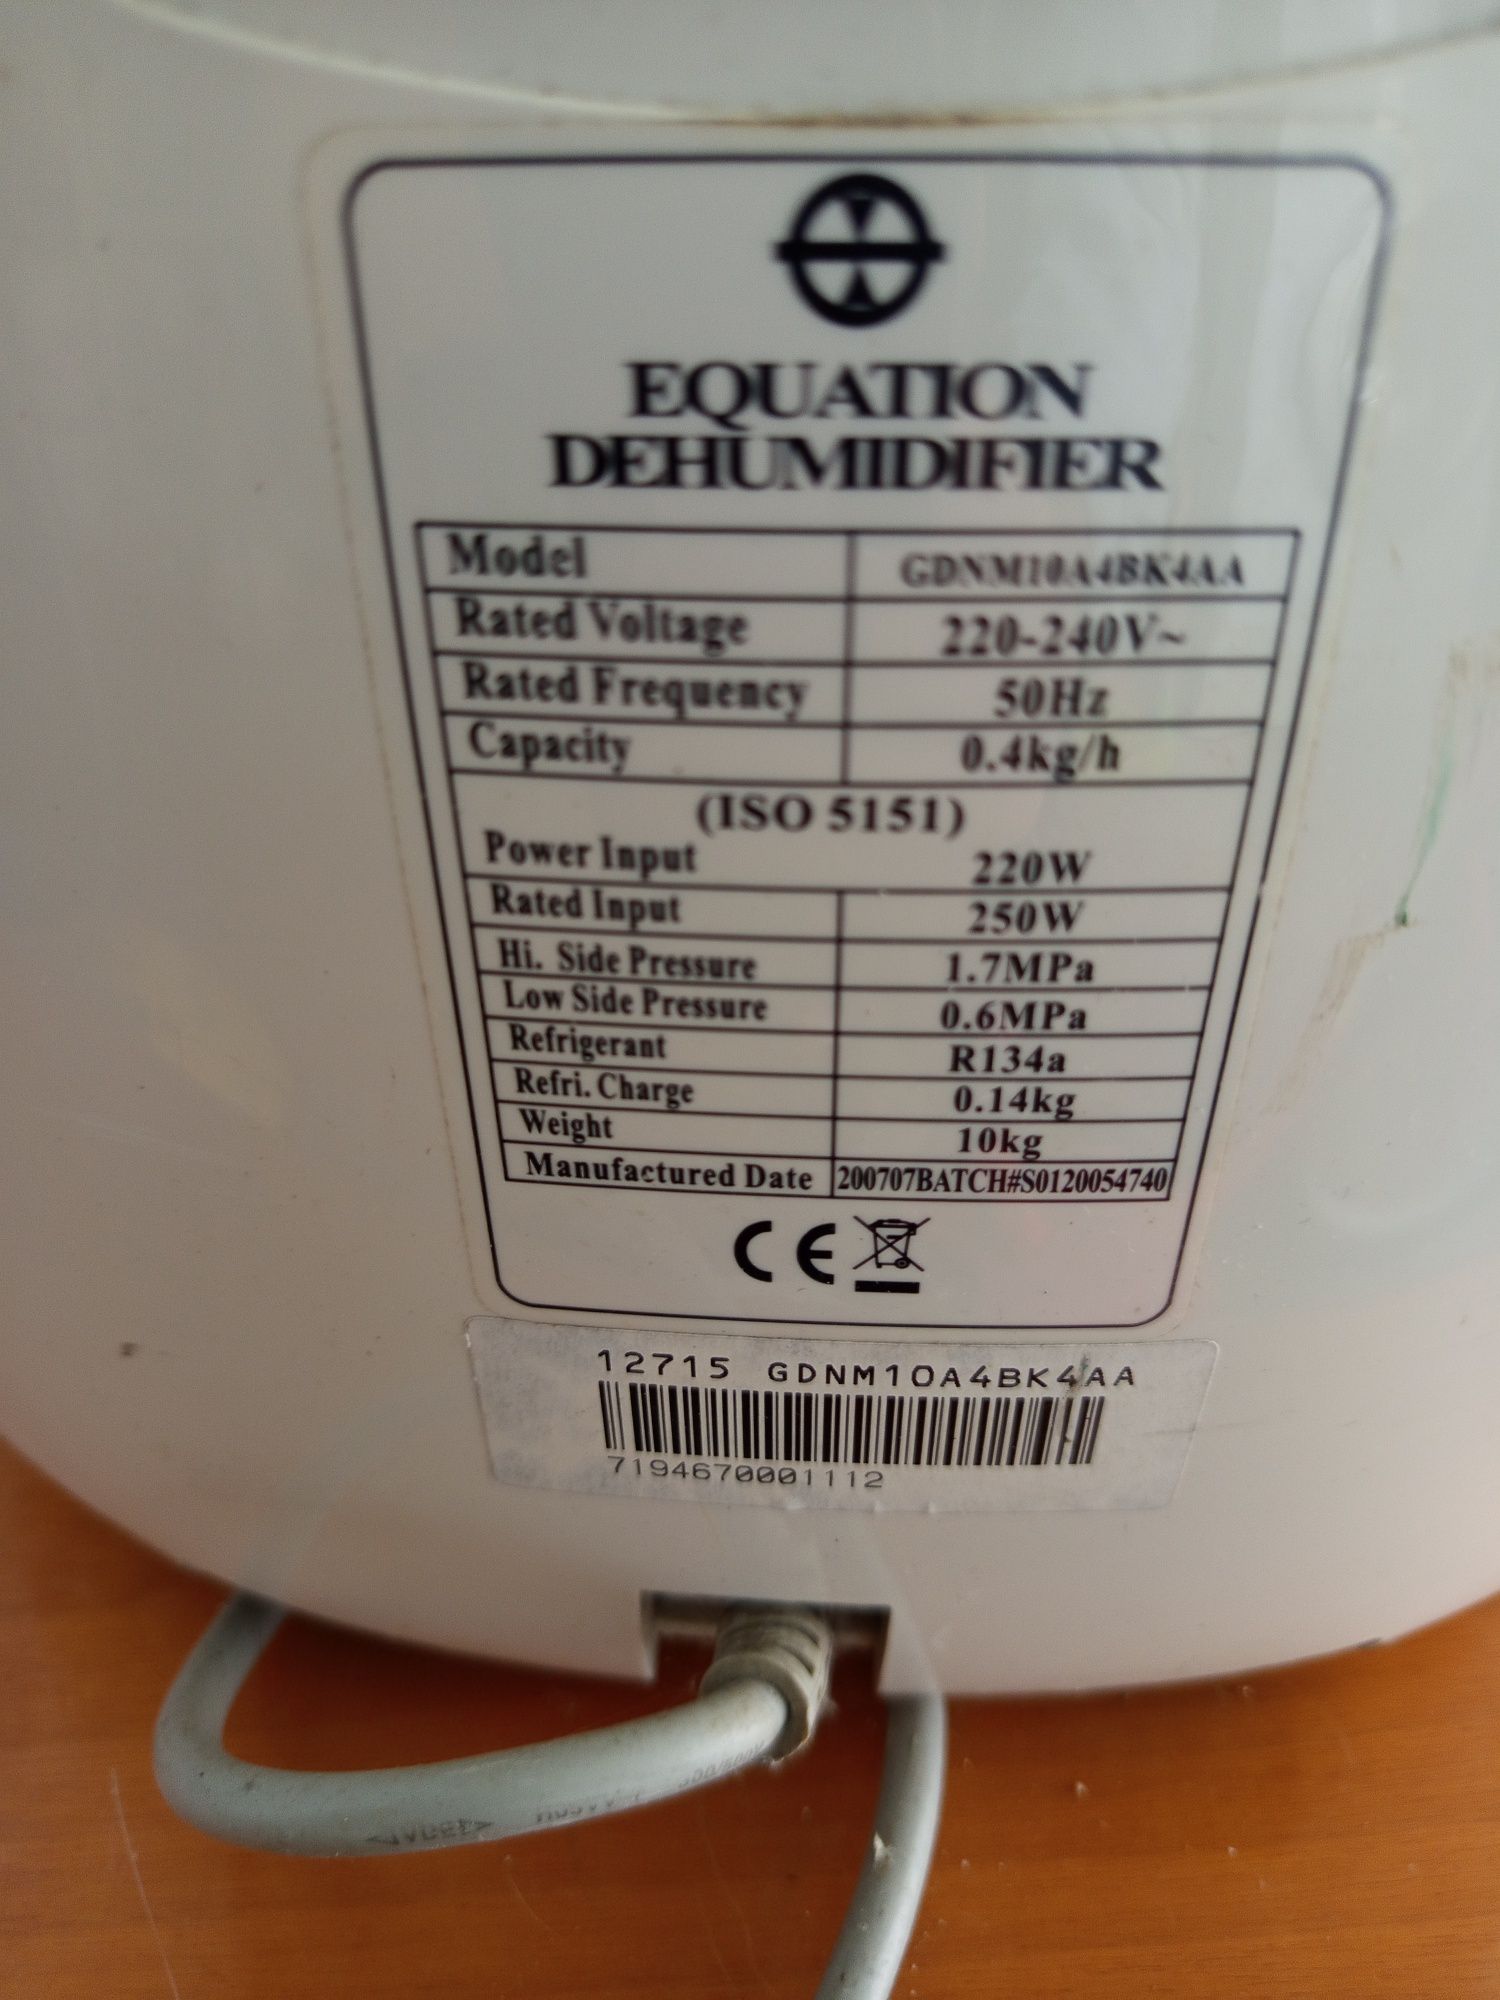 EQUATION
DEHUMIDIFIER
Model GDNM10A4BK4AA
Rated Voltage 220-240V~
Rated Frequency 50Hz
Capacity 0.4kg/h
(ISO 5151)
Power Input 220W
Rated Input 250W
Hi. Side Pressure 1.7MPa
Low Side Pressure 0.6MPa
Refrigerant R134a
Refri. Charge 0.14kg
Weight 10kg
Manufactured Date 200707BATCH#S0120054740
CE
12715 GDNM10A4BK4AA
7194670001112